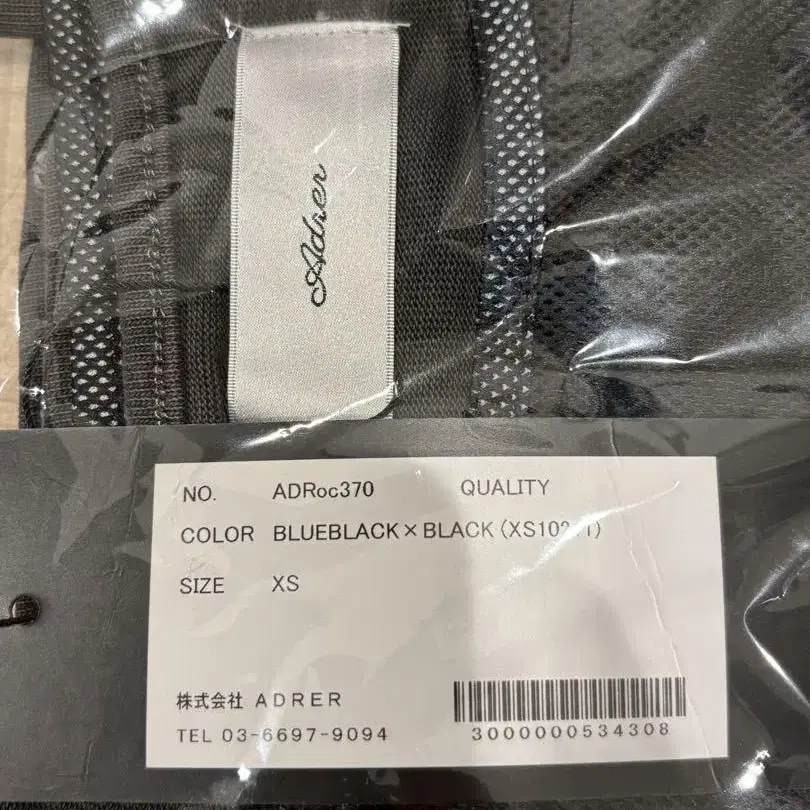 Adrer
NO. ADRoc370 QUALITY
COLOR BLUEBLACK×BLACK
SIZE XS
株式会社 ADRER
TEL 03-6697-9094
3000000534308